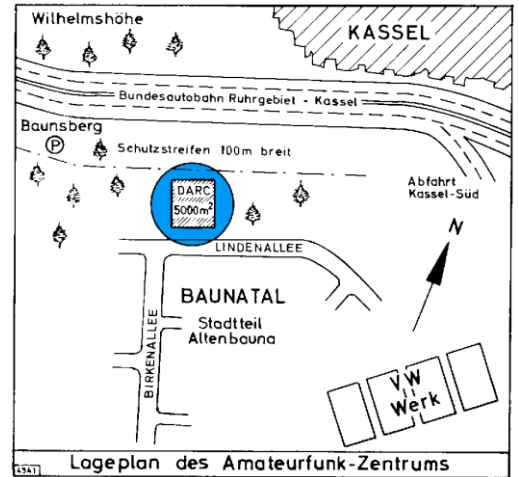 Wilhelmshöhe
KASSEL
Bundesautobahn Ruhrgebiet - Kassel
Baunsberg
P
Schutzstreifen 100m breit
Abfahrt
Kassel-Süd
DARC
5000m²
N
LINDENALLEE
BAUNATAL
Stadtteil
Altenbauna
BIRKENALLEE
VW
Werk
4541
Lageplan des Amateurfunk-Zentrums